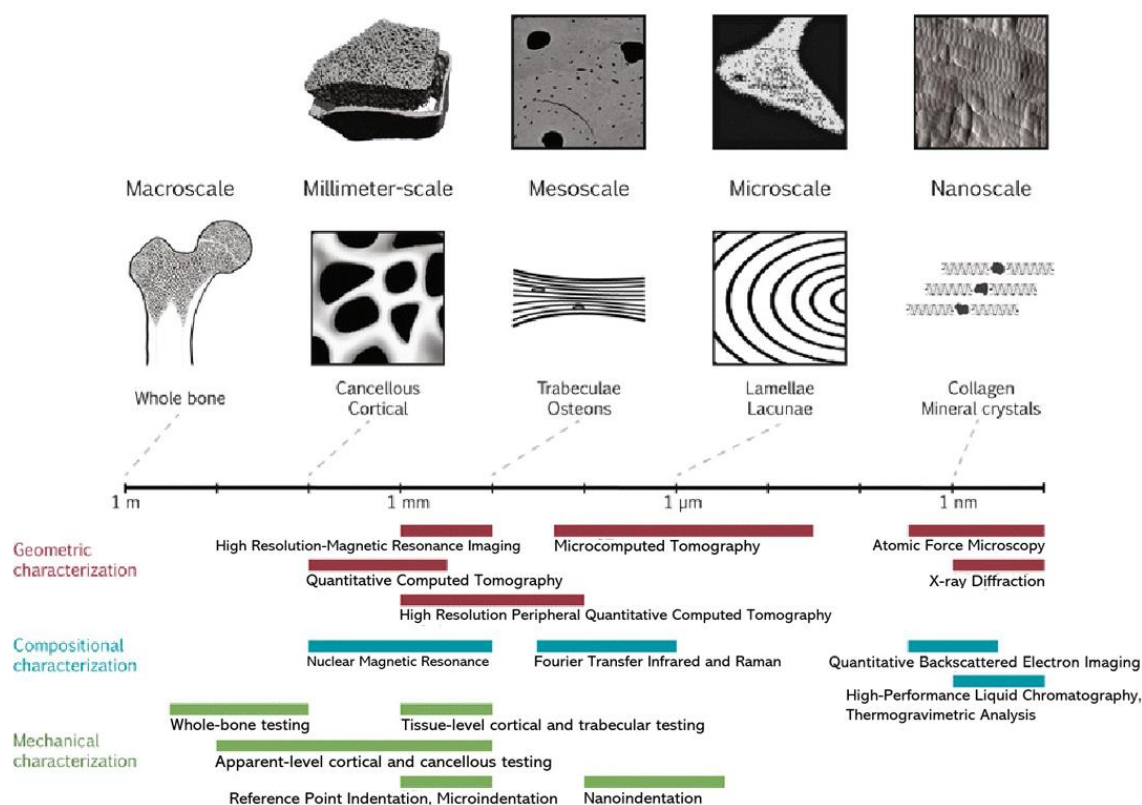 Macroscale
Millimeter-scale
Mesoscale
Microscale
Nanoscale
Whole bone
Cancellous
Cortical
Trabeculae
Osteons
Lamellae
Lacunae
Collagen
Mineral crystals
1 m
1 mm
1 μm
1 nm
Geometric
characterization
High Resolution-Magnetic Resonance Imaging
Microcomputed Tomography
Atomic Force Microscopy
Quantitative Computed Tomography
X-ray Diffraction
High Resolution Peripheral Quantitative Computed Tomography
Compositional
characterization
Nuclear Magnetic Resonance
Fourier Transfer Infrared and Raman
Quantitative Backscattered Electron Imaging
High-Performance Liquid Chromatography,
Thermogravimetric Analysis
Mechanical
characterization
Whole-bone testing
Tissue-level cortical and trabecular testing
Apparent-level cortical and cancellous testing
Reference Point Indentation, Microindentation
Nanoindentation